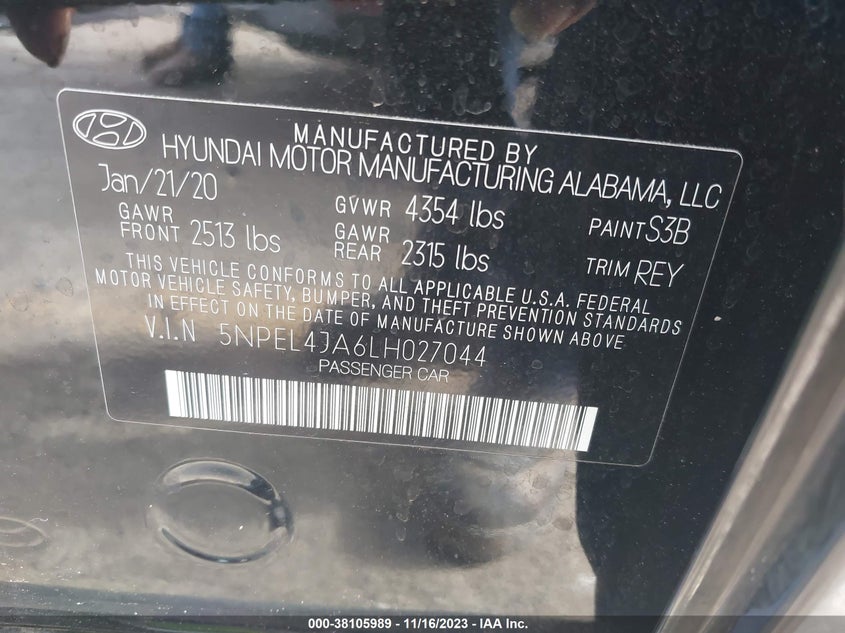 MANUFACTURED BY
HYUNDAI MOTOR MANUFACTURING ALABAMA, LLC
Jan/21/20
GVWR 4354 lbs
PAINT S3B
GAWR
FRONT 2513 lbs
GAWR
REAR 2315 lbs
TRIM REY
THIS VEHICLE CONFORMS TO ALL APPLICABLE U.S.A. FEDERAL
MOTOR VEHICLE SAFETY, BUMPER, AND THEFT PREVENTION STANDARDS
IN EFFECT ON THE DATE OF MANUFACTURE SHOWN ABOVE
V.I.N 5NPEL4JA6LH027044
PASSENGER CAR
000-38105989 - 11/16/2023 - IAA Inc.